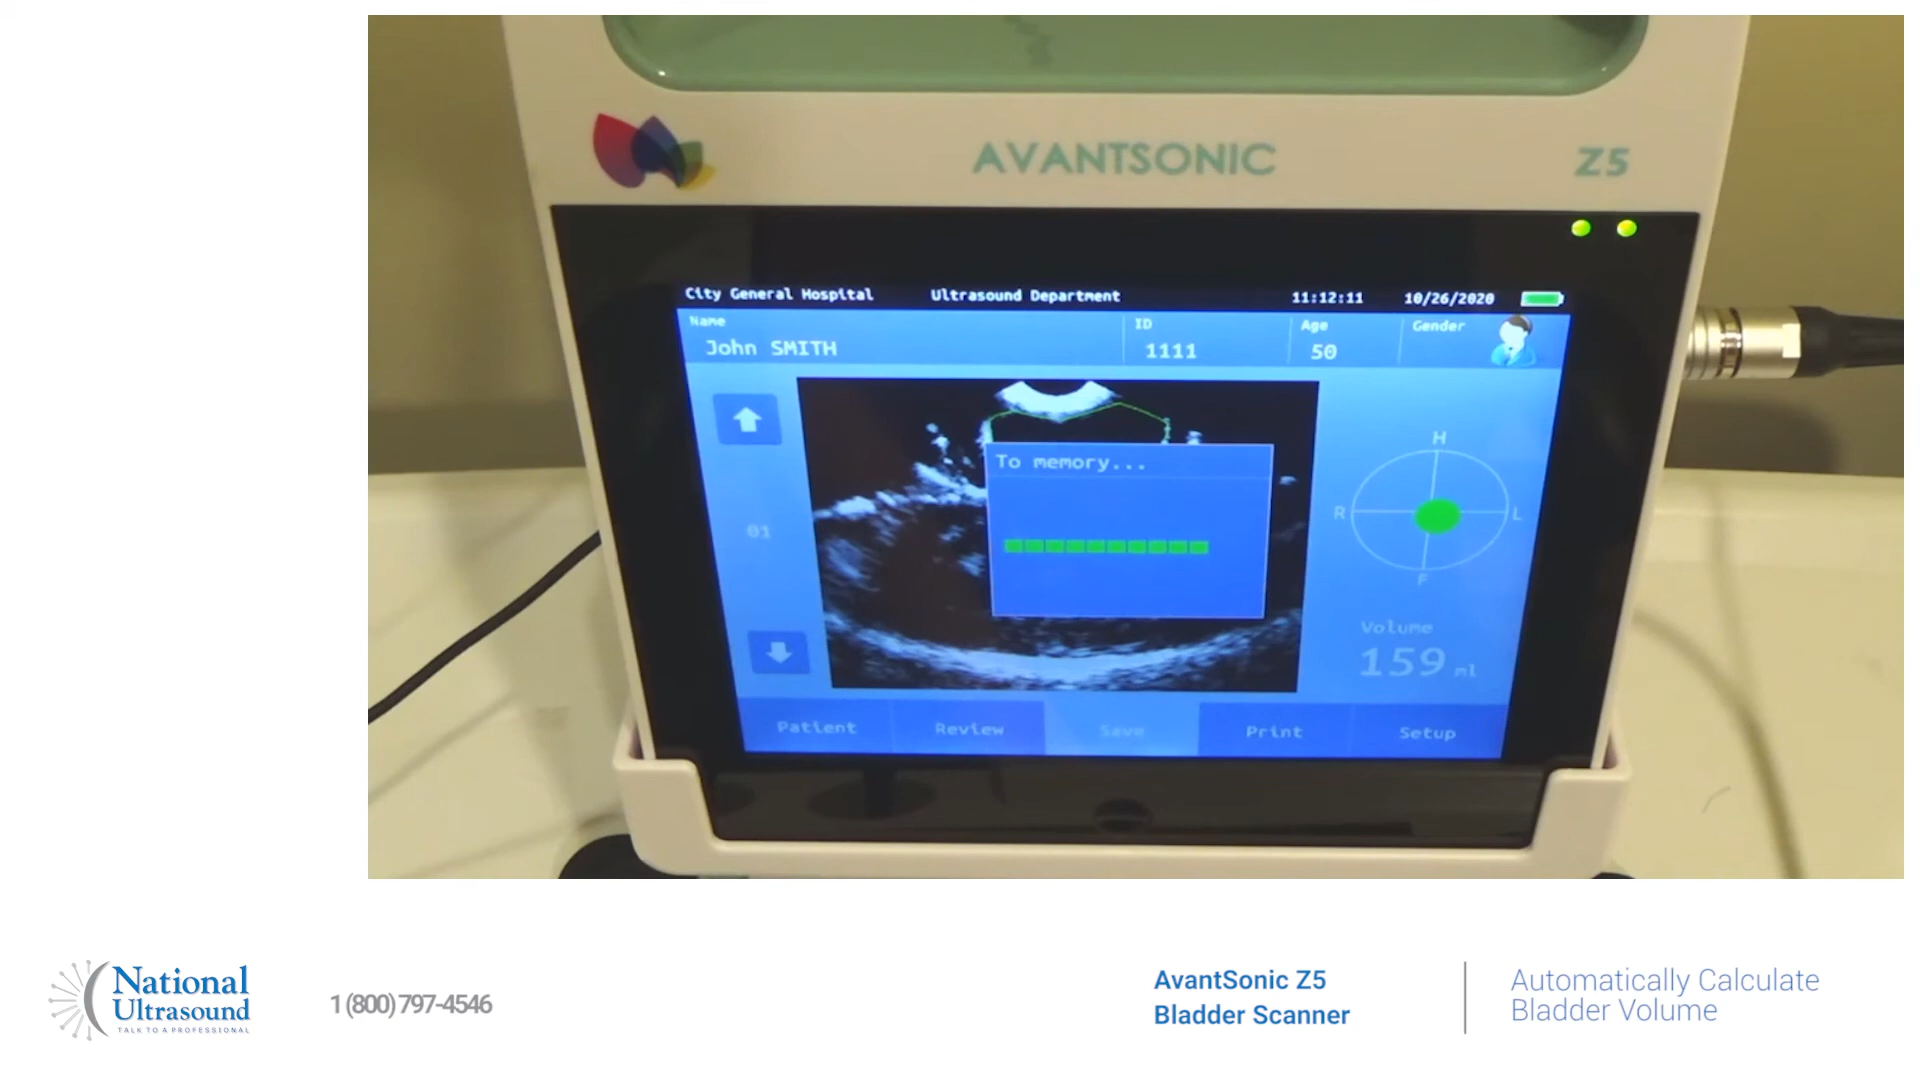 AVANTSONIC
Z5
City General Hospital Ultrasound Department 11:12:11 10/26/2020
Name ID Age Gender
John SMITH 1111 50
To memory...
01
H
R L
F
Volume
159 ml
Patient Review Save Print Setup
National
Ultrasound
TALK TO A PROFESSIONAL
1 (800) 797-4546
AvantSonic Z5
Bladder Scanner
Automatically Calculate
Bladder Volume